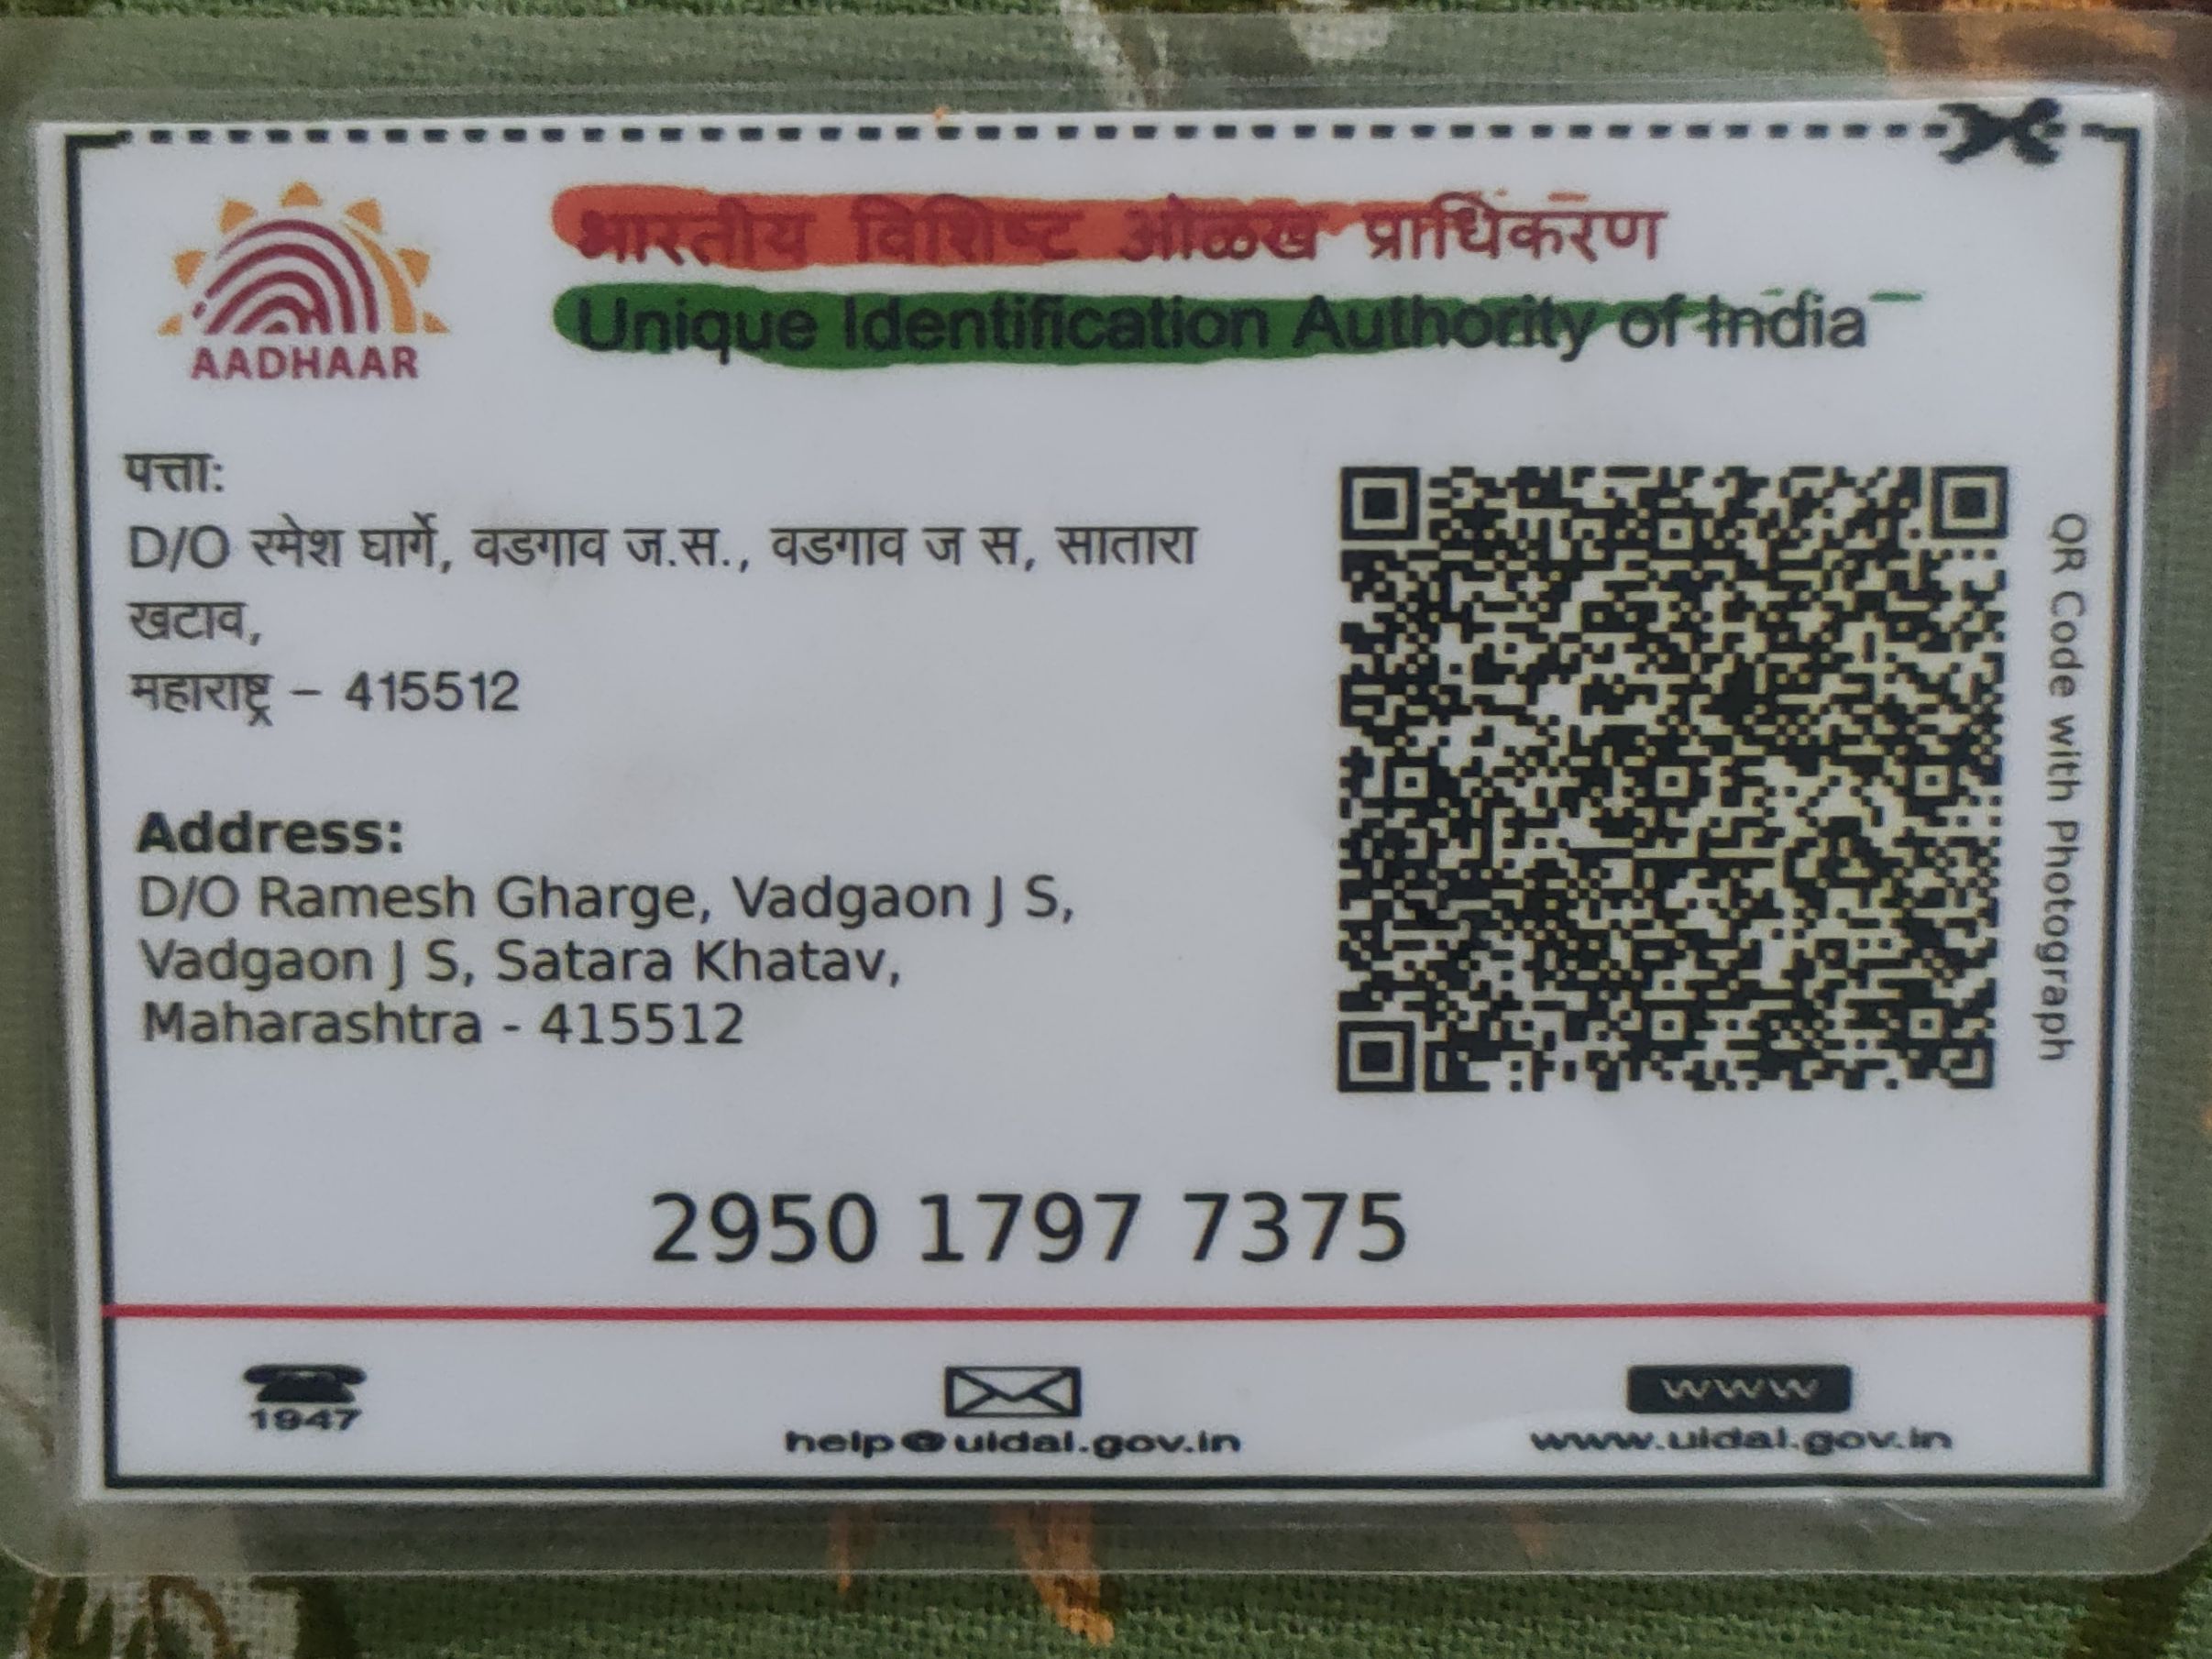 भारतीय विशिष्ट ओळख प्राधिकरण
Unique Identification Authority of India
AADHAAR
पत्ताः
D/O रमेश घार्गे, वडगाव ज.स., वडगाव ज स, सातारा
खटाव,
महाराष्ट्र – 415512
Address:
D/O Ramesh Gharge, Vadgaon J S,
Vadgaon J S, Satara Khatav,
Maharashtra - 415512
QR Code with Photograph
2950 1797 7375
1947
help@uidai.gov.in
www
www.uidai.gov.in